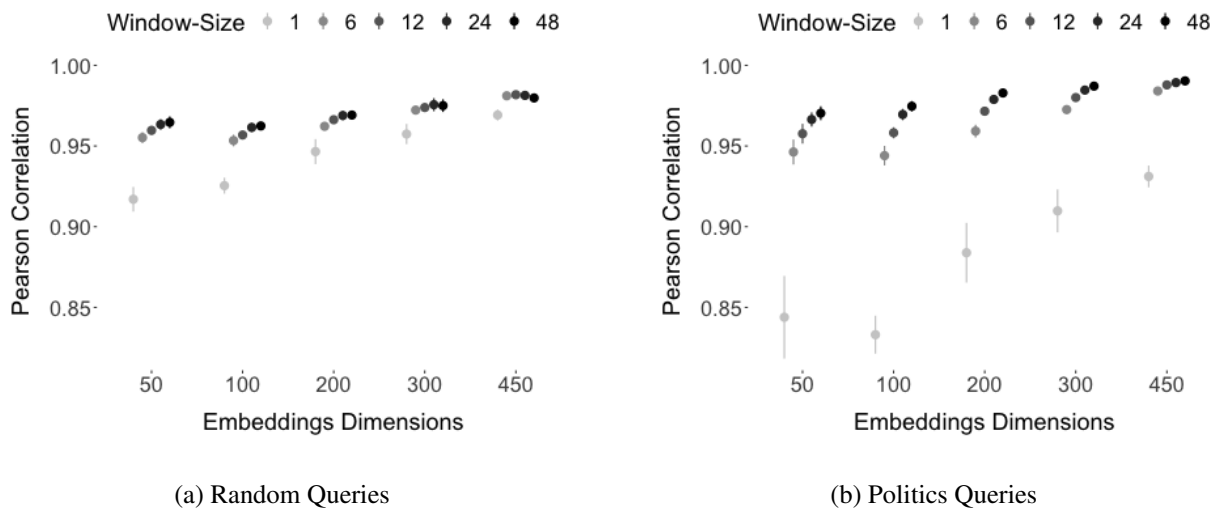 Window-Size 1 6 12 24 48
Pearson Correlation
1.00
0.95
0.90
0.85
50 100 200 300 450
Embeddings Dimensions
(a) Random Queries
Window-Size 1 6 12 24 48
Pearson Correlation
1.00
0.95
0.90
0.85
50 100 200 300 450
Embeddings Dimensions
(b) Politics Queries